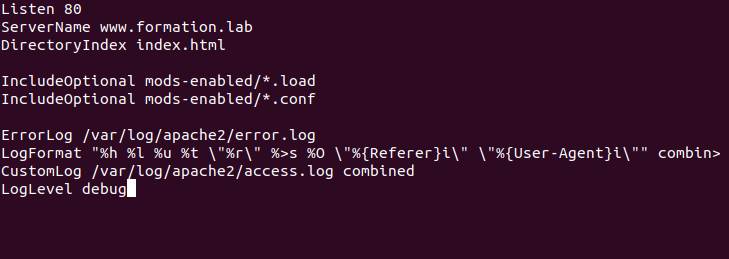 Listen 80
ServerName www.formation.lab
DirectoryIndex index.html
IncludeOptional mods-enabled/*.load
IncludeOptional mods-enabled/*.conf
ErrorLog /var/log/apache2/error.log
LogFormat "%h %l %u %t \"%r\" %>s %O \"%{Referer}i\" \"%{User-Agent}i\"" combin>
CustomLog /var/log/apache2/access.log combined
LogLevel debug